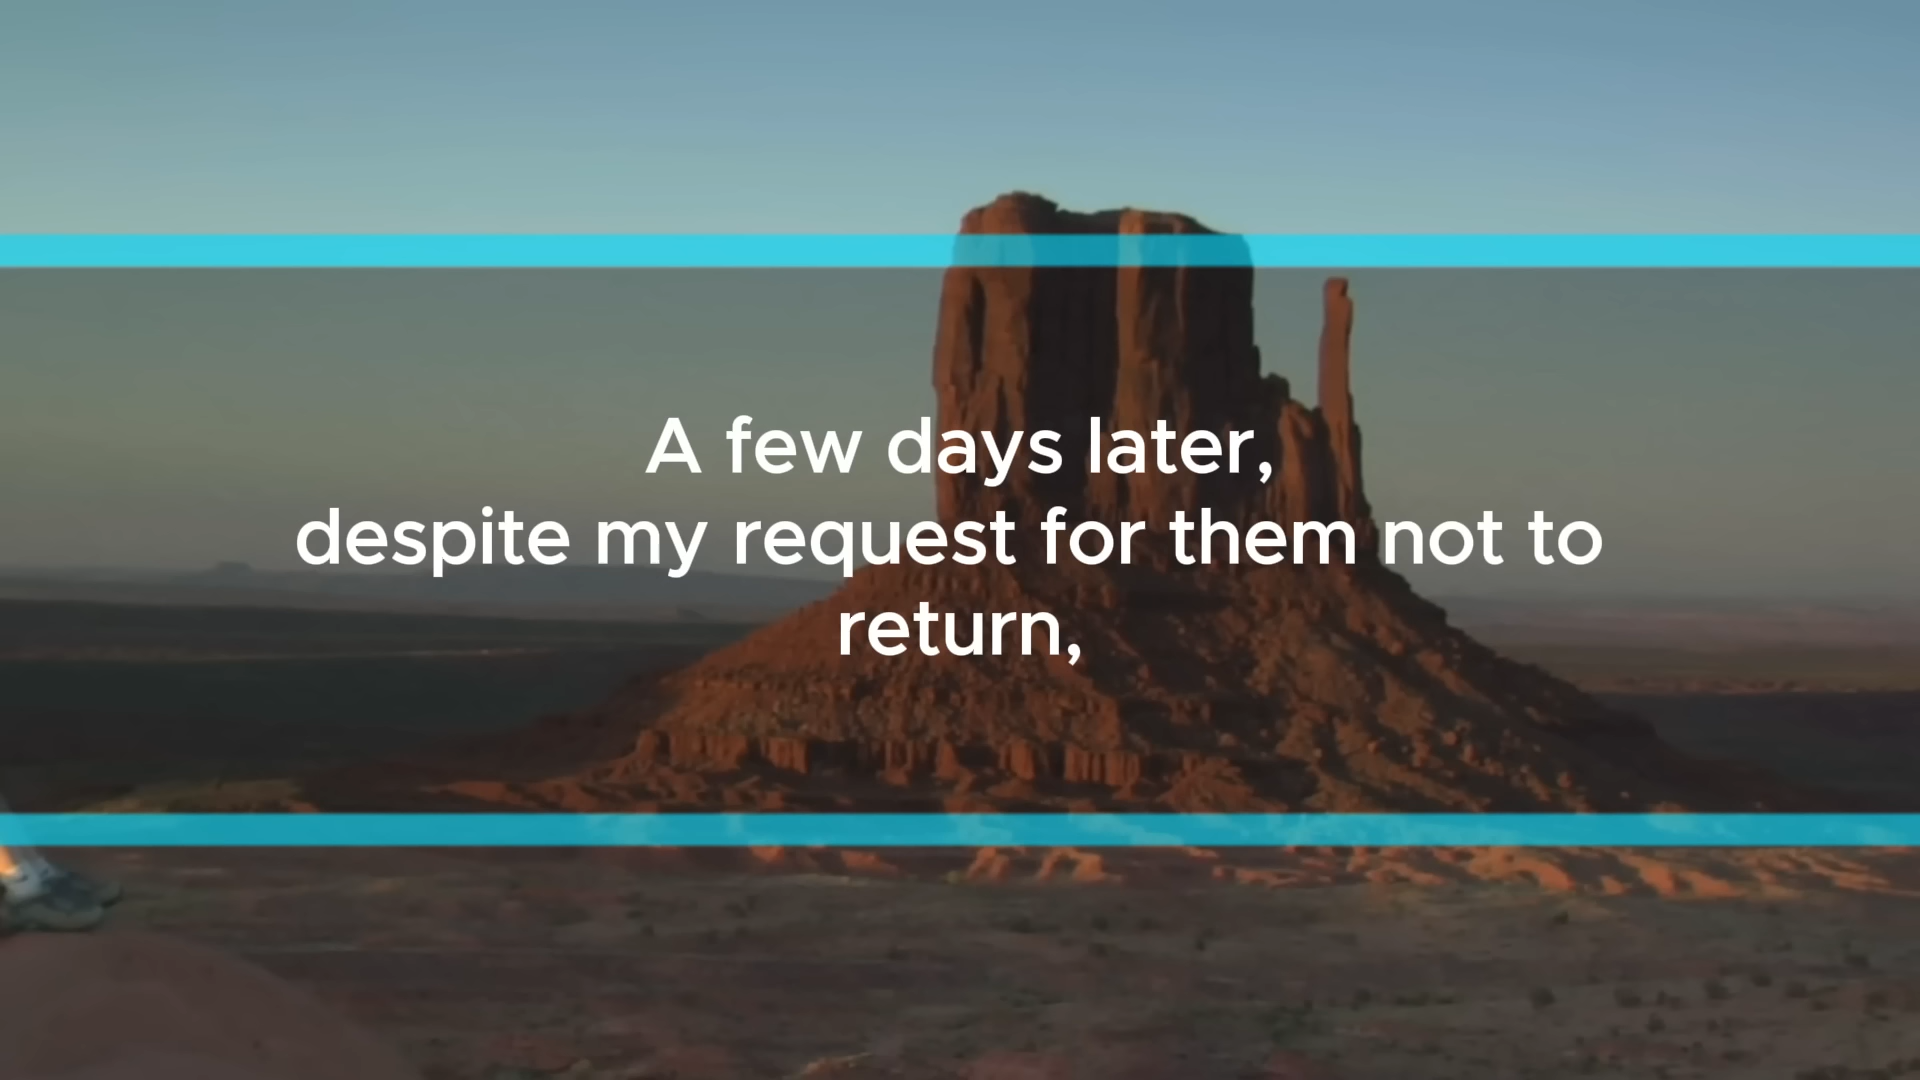 A few days later,
despite my request for them not to
return,